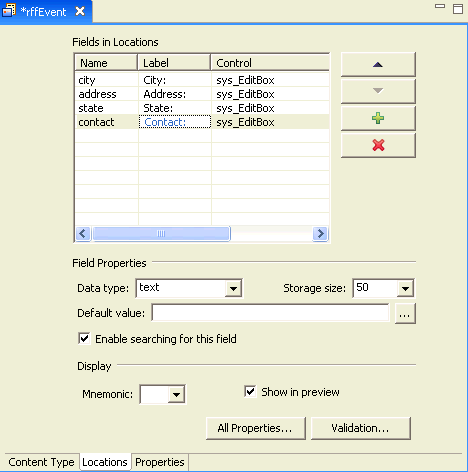 *rffEvent
Fields in Locations
Name Label Control
city City: sys_EditBox
address Address: sys_EditBox
state State: sys_EditBox
contact Contact: sys_EditBox
Field Properties
Data type: text Storage size: 50
Default value: ...
Enable searching for this field
Display
Mnemonic: Show in preview
All Properties... Validation...
Content Type Locations Properties